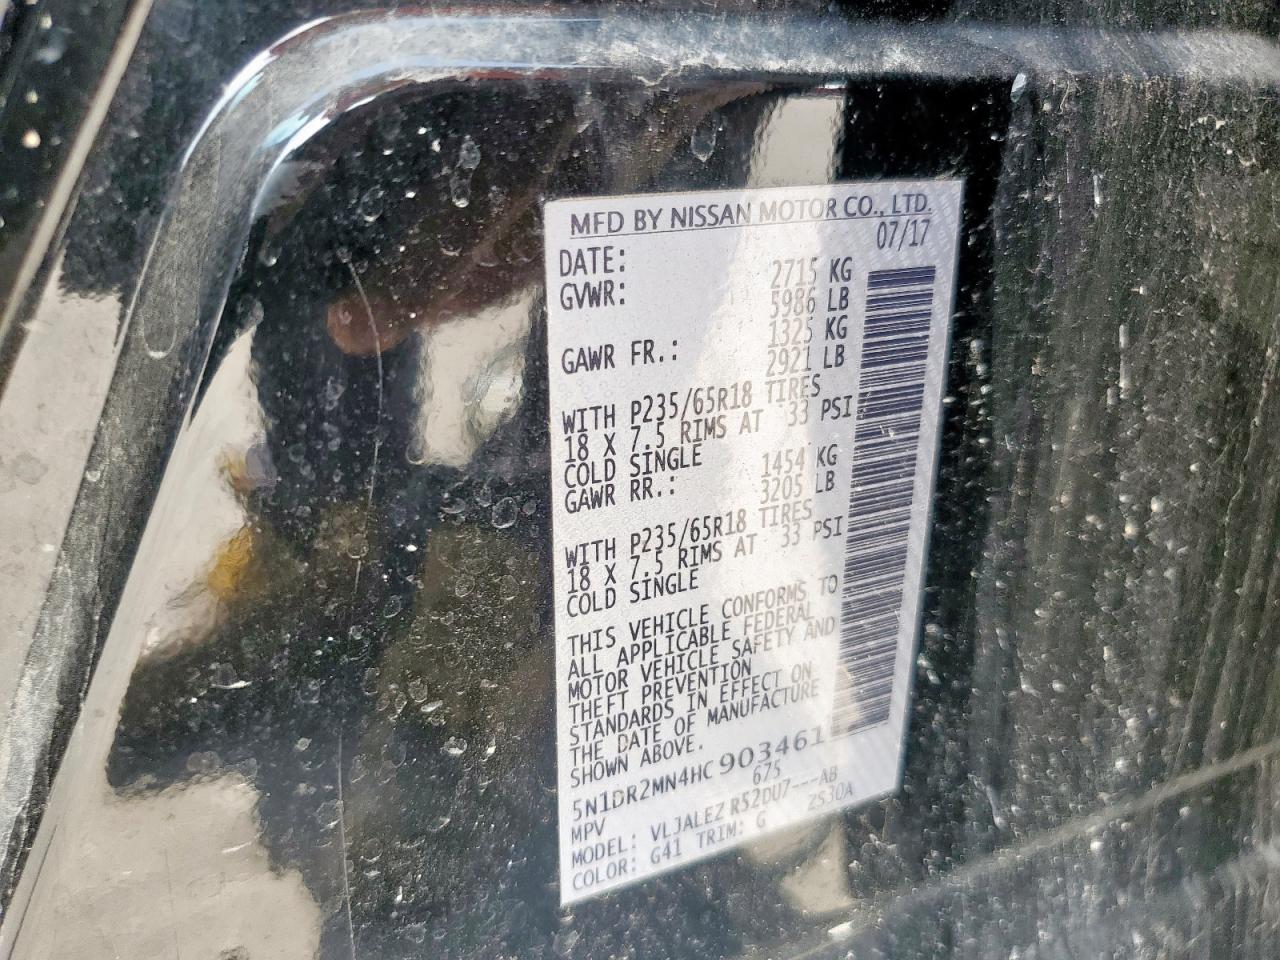 MFD BY NISSAN MOTOR CO., LTD.
DATE: 07/17
GVWR: 2715 KG
5986 LB
GAWR FR.: 1325 KG
2921 LB
WITH P235/65R18 TIRES
18 X 7.5 RIMS AT 33 PSI
COLD SINGLE
GAWR RR.: 1454 KG
3205 LB
WITH P235/65R18 TIRES
18 X 7.5 RIMS AT 33 PSI
COLD SINGLE
THIS VEHICLE CONFORMS TO
ALL APPLICABLE FEDERAL
MOTOR VEHICLE SAFETY AND
THEFT PREVENTION
STANDARDS IN EFFECT ON
THE DATE OF MANUFACTURE
SHOWN ABOVE.
5N1DR2MN4HC903461
MPV 675
MODEL: VLJALEZ R52DU7---AB
COLOR: G41 TRIM: G ZS30A